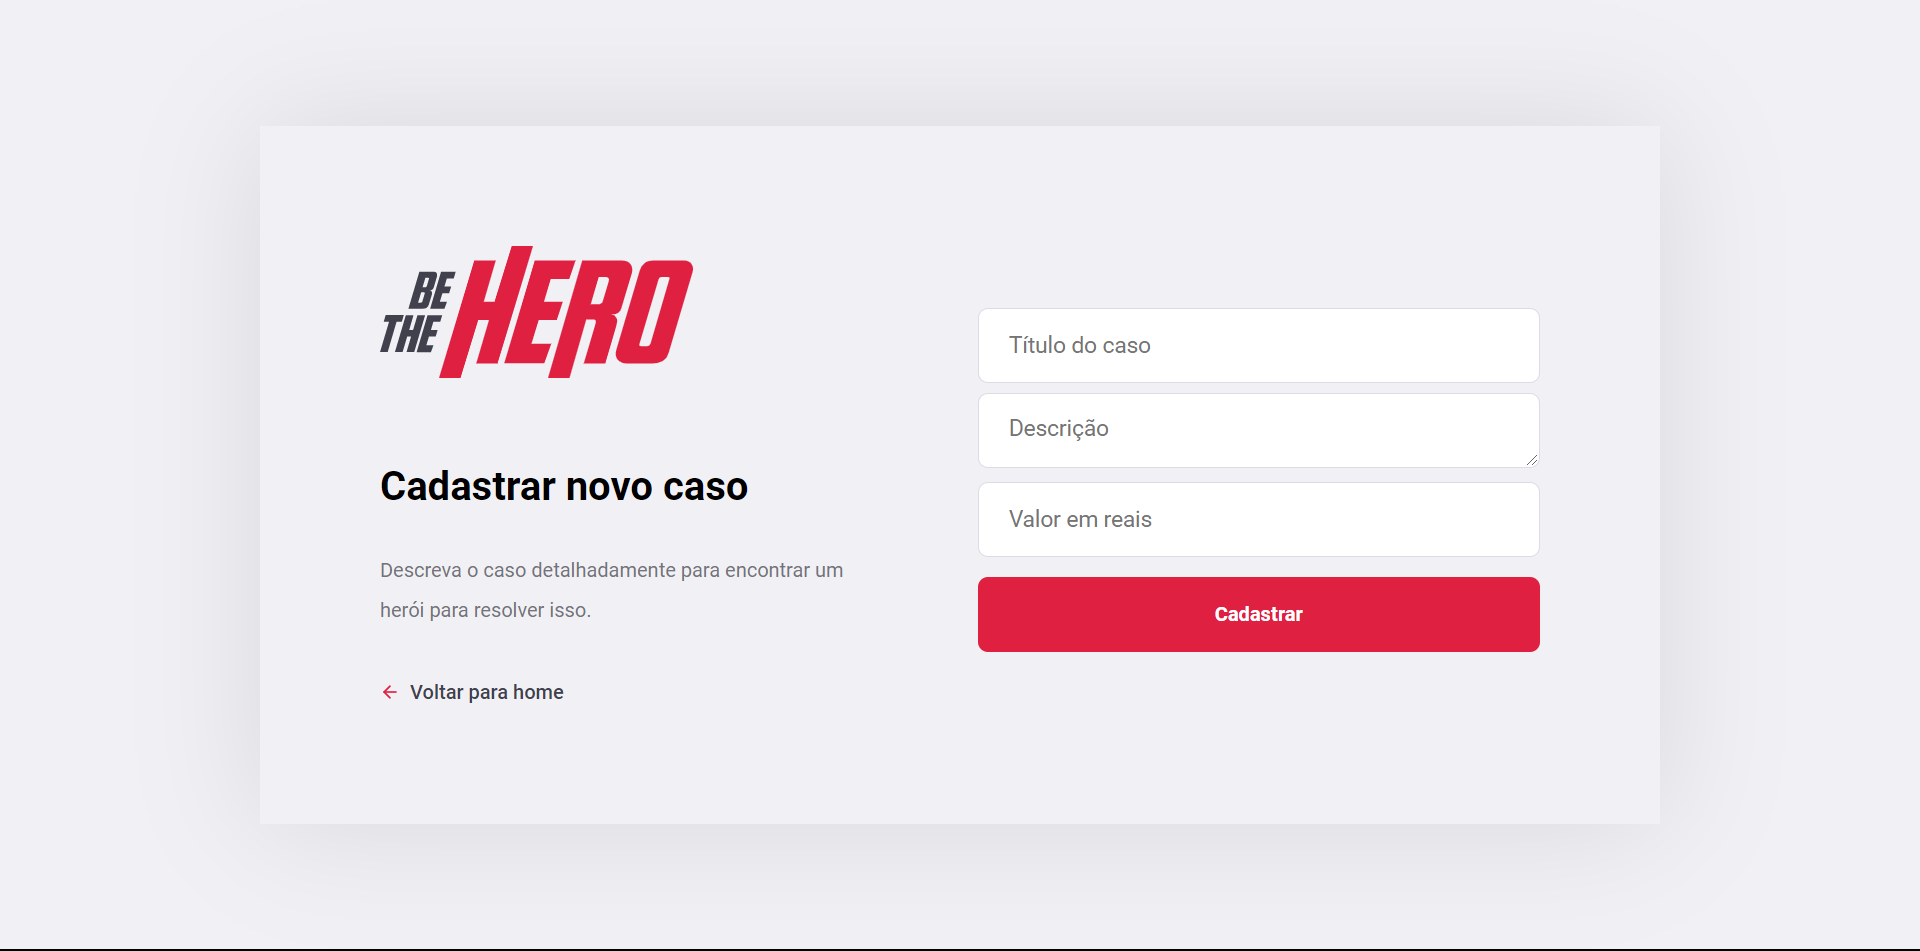 BE
THE
HERO
Cadastrar novo caso
Descreva o caso detalhadamente para encontrar um
herói para resolver isso.
Voltar para home
Título do caso
Descrição
Valor em reais
Cadastrar